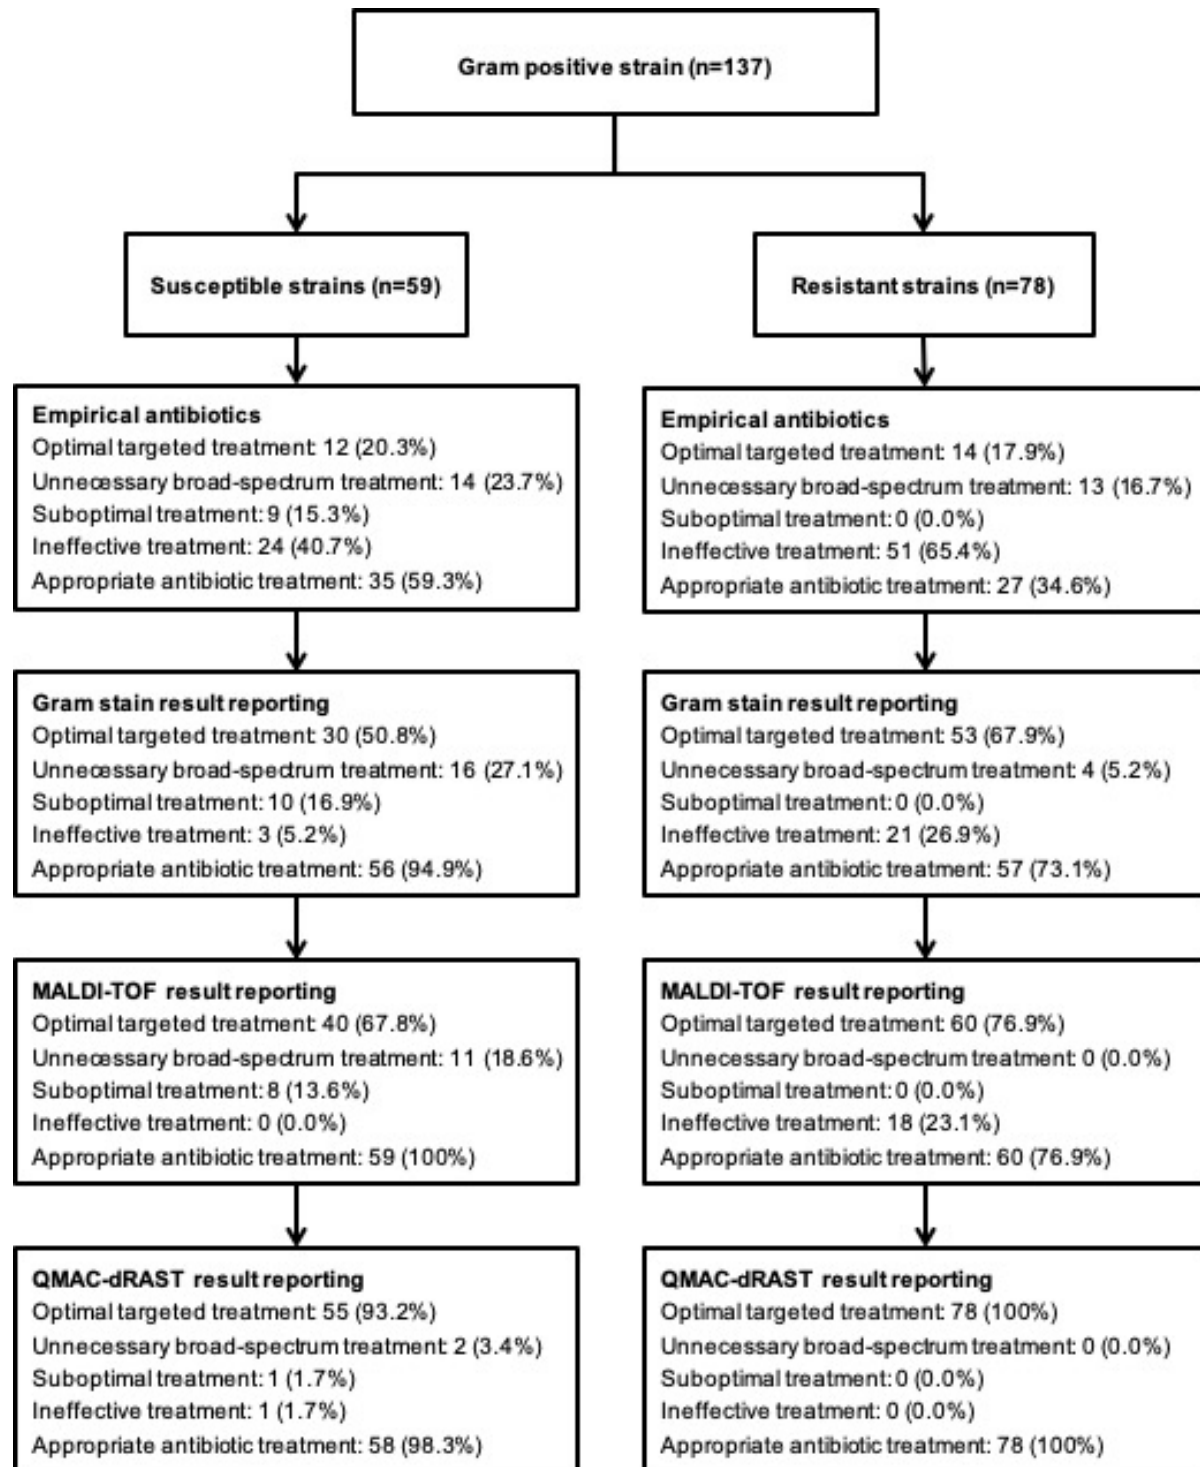 Gram positive strain (n=137)
Susceptible strains (n=59)
Resistant strains (n=78)
Empirical antibiotics
Optimal targeted treatment: 12 (20.3%)
Unnecessary broad-spectrum treatment: 14 (23.7%)
Suboptimal treatment: 9 (15.3%)
Ineffective treatment: 24 (40.7%)
Appropriate antibiotic treatment: 35 (59.3%)
Empirical antibiotics
Optimal targeted treatment: 14 (17.9%)
Unnecessary broad-spectrum treatment: 13 (16.7%)
Suboptimal treatment: 0 (0.0%)
Ineffective treatment: 51 (65.4%)
Appropriate antibiotic treatment: 27 (34.6%)
Gram stain result reporting
Optimal targeted treatment: 30 (50.8%)
Unnecessary broad-spectrum treatment: 16 (27.1%)
Suboptimal treatment: 10 (16.9%)
Ineffective treatment: 3 (5.2%)
Appropriate antibiotic treatment: 56 (94.9%)
Gram stain result reporting
Optimal targeted treatment: 53 (67.9%)
Unnecessary broad-spectrum treatment: 4 (5.2%)
Suboptimal treatment: 0 (0.0%)
Ineffective treatment: 21 (26.9%)
Appropriate antibiotic treatment: 57 (73.1%)
MALDI-TOF result reporting
Optimal targeted treatment: 40 (67.8%)
Unnecessary broad-spectrum treatment: 11 (18.6%)
Suboptimal treatment: 8 (13.6%)
Ineffective treatment: 0 (0.0%)
Appropriate antibiotic treatment: 59 (100%)
MALDI-TOF result reporting
Optimal targeted treatment: 60 (76.9%)
Unnecessary broad-spectrum treatment: 0 (0.0%)
Suboptimal treatment: 0 (0.0%)
Ineffective treatment: 18 (23.1%)
Appropriate antibiotic treatment: 60 (76.9%)
QMAC-dRAST result reporting
Optimal targeted treatment: 55 (93.2%)
Unnecessary broad-spectrum treatment: 2 (3.4%)
Suboptimal treatment: 1 (1.7%)
Ineffective treatment: 1 (1.7%)
Appropriate antibiotic treatment: 58 (98.3%)
QMAC-dRAST result reporting
Optimal targeted treatment: 78 (100%)
Unnecessary broad-spectrum treatment: 0 (0.0%)
Suboptimal treatment: 0 (0.0%)
Ineffective treatment: 0 (0.0%)
Appropriate antibiotic treatment: 78 (100%)